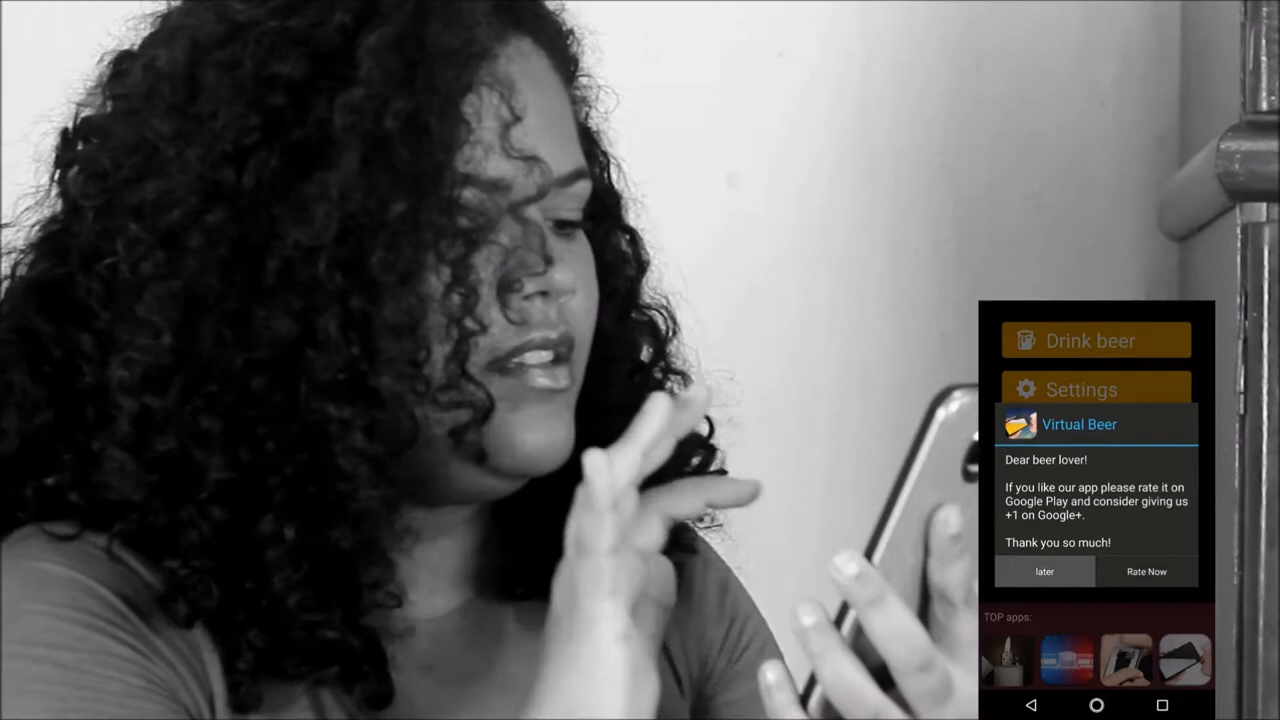 Drink beer
Settings
Virtual Beer
Dear beer lover!
If you like our app please rate it on
Google Play and consider giving us
+1 on Google+.
Thank you so much!
later
Rate Now
TOP apps: